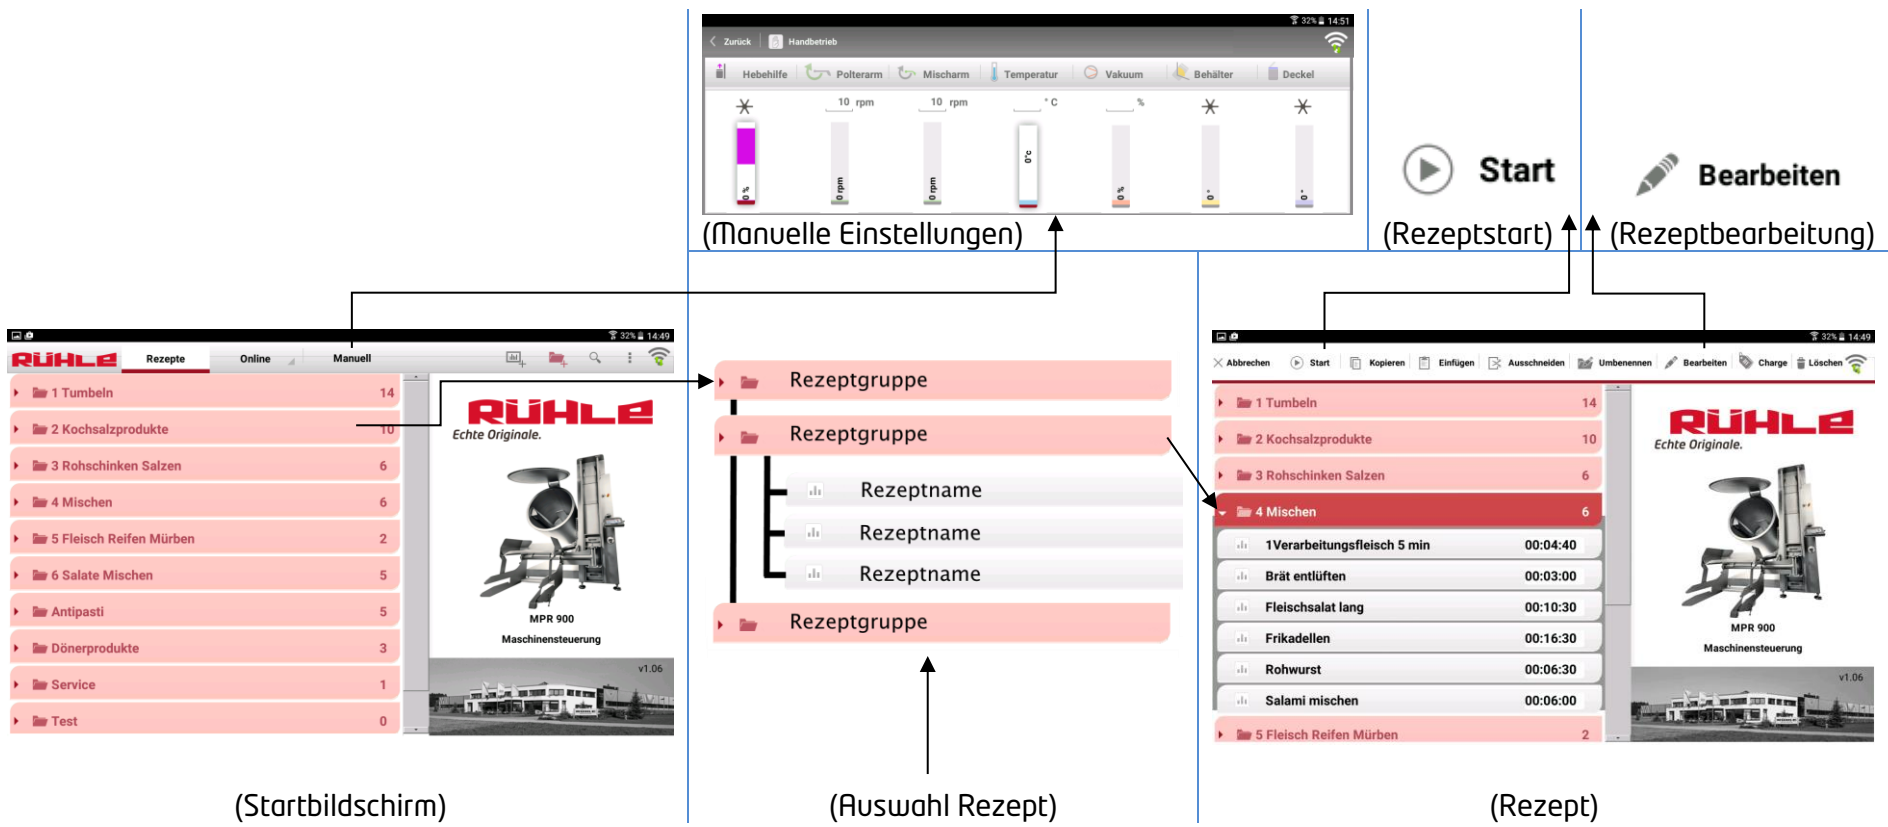 32% 14:51
Zurück Handbetrieb
Hebehilfe Polterarm Mischarm Temperatur Vakuum Behälter Deckel
10 rpm 10 rpm ° C %
0 % 0 rpm 0 rpm 0°c 0 % 0 ° 0 °
(Manuelle Einstellungen)
Start
(Rezeptstart)
Bearbeiten
(Rezeptbearbeitung)
32% 14:49
RÜHLE Rezepte Online Manuell
1 Tumbeln 14
2 Kochsalzprodukte 10
3 Rohschinken Salzen 6
4 Mischen 6
5 Fleisch Reifen Mürben 2
6 Salate Mischen 5
Antipasti 5
Dönerprodukte 3
Service 1
Test 0
RÜHLE
Echte Originale.
MPR 900
Maschinensteuerung
v1.06
(Startbildschirm)
Rezeptgruppe
Rezeptgruppe
Rezeptname
Rezeptname
Rezeptname
Rezeptgruppe
(Auswahl Rezept)
32% 14:49
Abbrechen Start Kopieren Einfügen Ausschneiden Umbenennen Bearbeiten Charge Löschen
1 Tumbeln 14
2 Kochsalzprodukte 10
3 Rohschinken Salzen 6
4 Mischen 6
1Verarbeitungsfleisch 5 min 00:04:40
Brät entlüften 00:03:00
Fleischsalat lang 00:10:30
Frikadellen 00:16:30
Rohwurst 00:06:30
Salami mischen 00:06:00
5 Fleisch Reifen Mürben 2
RÜHLE
Echte Originale.
MPR 900
Maschinensteuerung
v1.06
(Rezept)